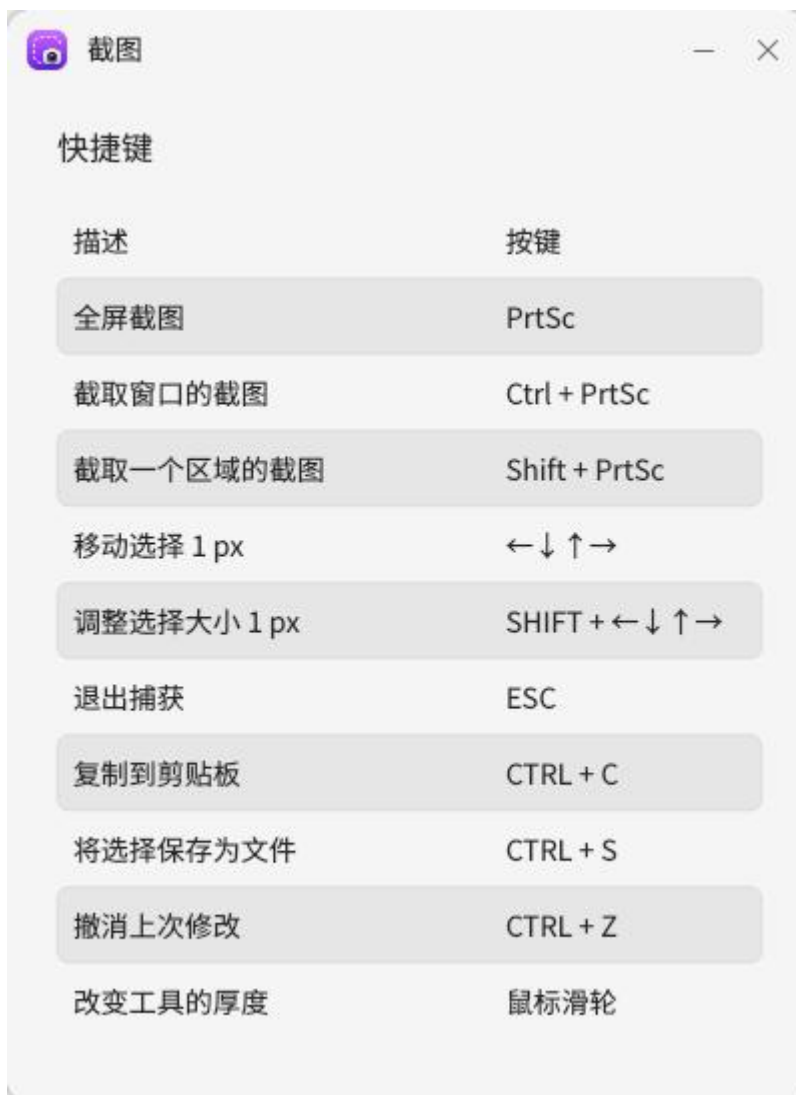 截图
快捷键
描述 按键
全屏截图 PrtSc
截取窗口的截图 Ctrl + PrtSc
截取一个区域的截图 Shift + PrtSc
移动选择 1 px ←↓↑→
调整选择大小 1 px SHIFT + ←↓↑→
退出捕获 ESC
复制到剪贴板 CTRL + C
将选择保存为文件 CTRL + S
撤消上次修改 CTRL + Z
改变工具的厚度 鼠标滑轮